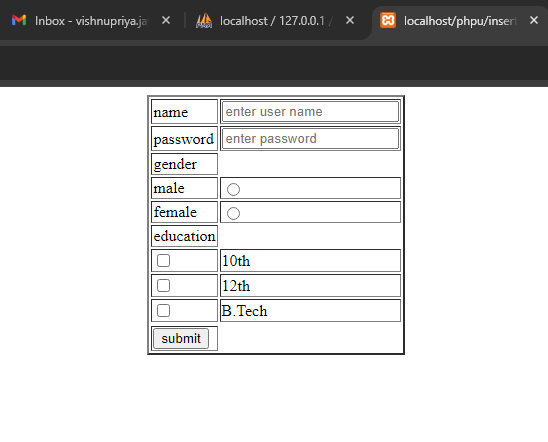 Inbox - vishnupriya.ja
localhost / 127.0.0.1 /
localhost/phpu/insert
name enter user name
password enter password
gender
male
female
education
10th
12th
B.Tech
submit